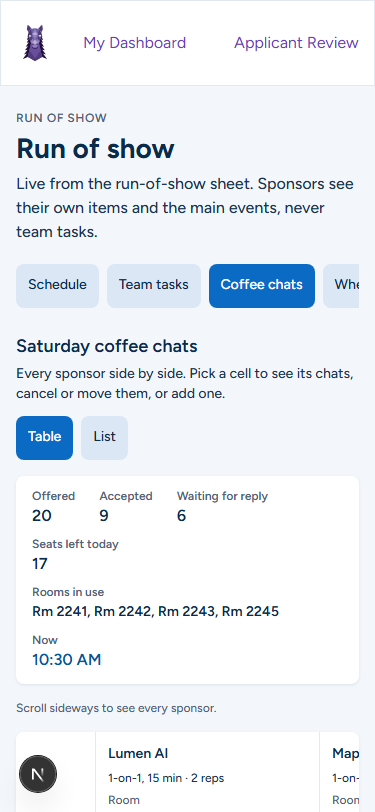 My Dashboard
Applicant Review
RUN OF SHOW
Run of show
Live from the run-of-show sheet. Sponsors see
their own items and the main events, never
team tasks.
Schedule
Team tasks
Coffee chats
Whe
Saturday coffee chats
Every sponsor side by side. Pick a cell to see its chats,
cancel or move them, or add one.
Table
List
Offered
20
Accepted
9
Waiting for reply
6
Seats left today
17
Rooms in use
Rm 2241, Rm 2242, Rm 2243, Rm 2245
Now
10:30 AM
Scroll sideways to see every sponsor.
Lumen AI
1-on-1, 15 min · 2 reps
Room
Map
1-on-
Room
N